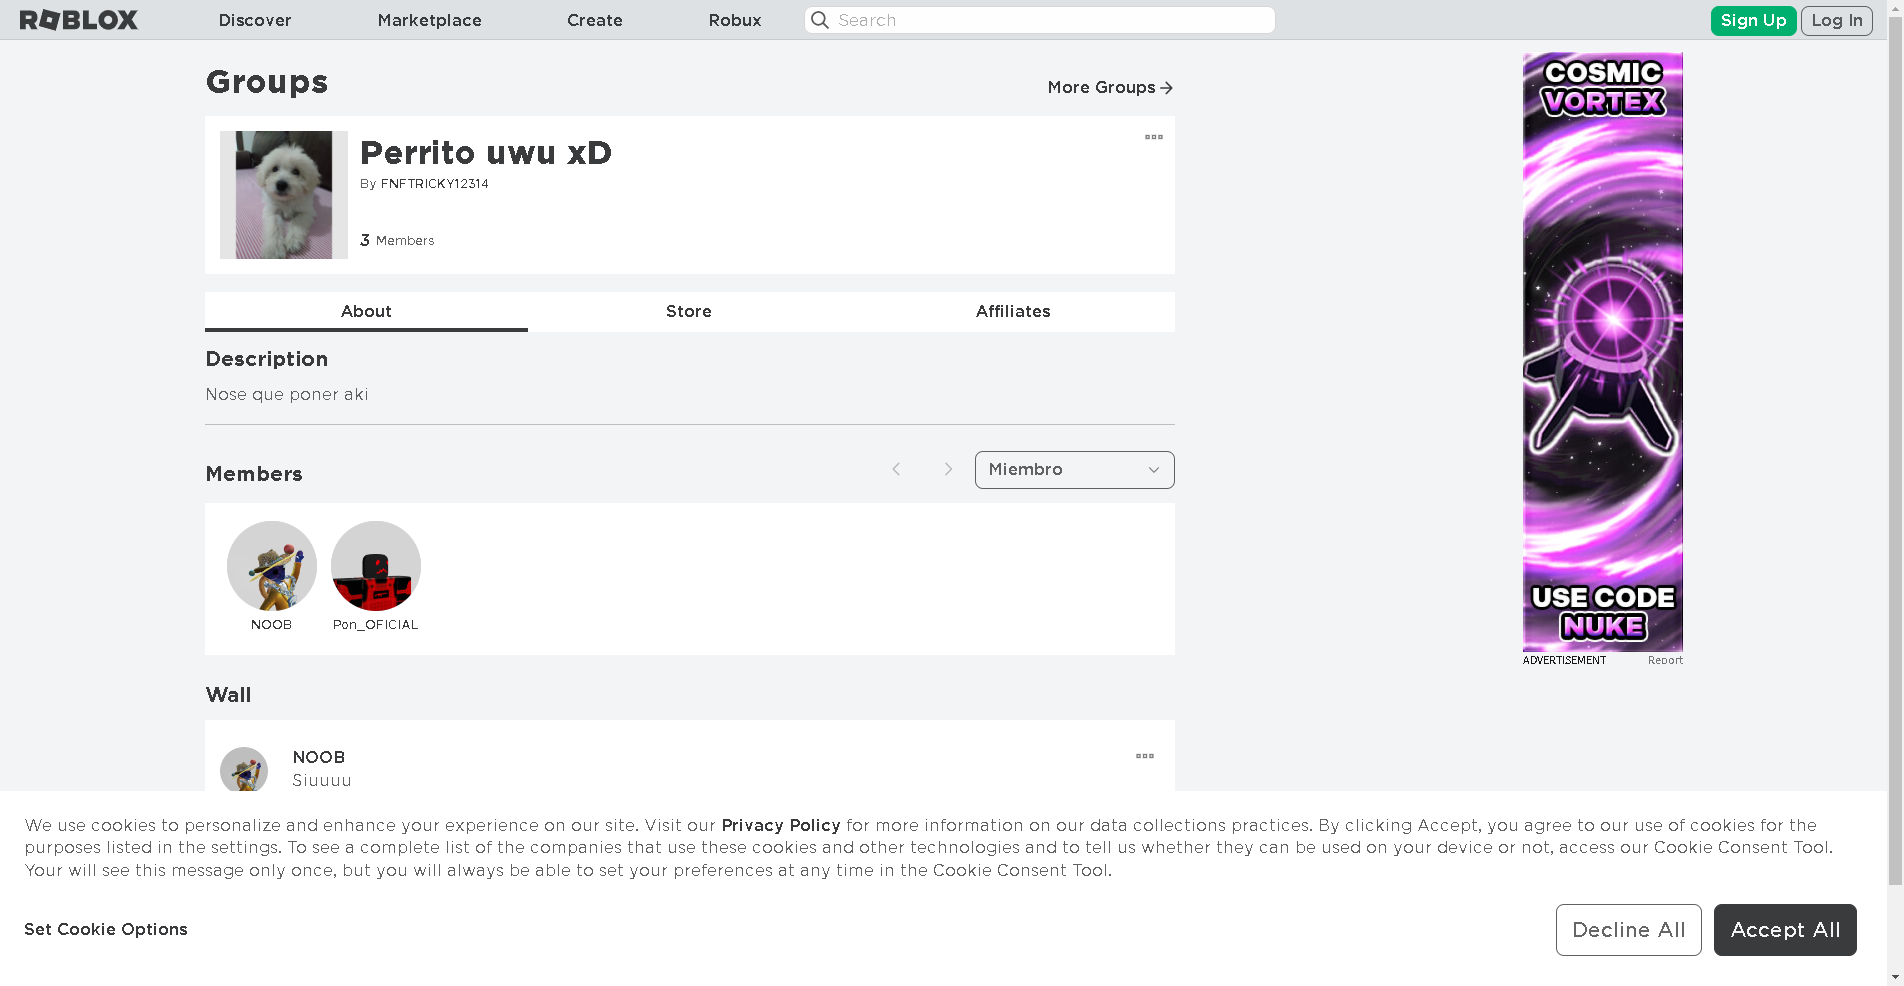 ROBLOX Discover Marketplace Create Robux Search Sign Up Log In
Groups
More Groups
Perrito uwu xD
By FNFTRICKY12314
3 Members
About Store Affiliates
Description
Nose que poner aki
Members
Miembro
NOOB Pon_OFICIAL
Wall
NOOB
Siuuuu
COSMIC
VORTEX
USE CODE
NUKE
ADVERTISEMENT Report
We use cookies to personalize and enhance your experience on our site. Visit our Privacy Policy for more information on our data collections practices. By clicking Accept, you agree to our use of cookies for the
purposes listed in the settings. To see a complete list of the companies that use these cookies and other technologies and to tell us whether they can be used on your device or not, access our Cookie Consent Tool.
Your will see this message only once, but you will always be able to set your preferences at any time in the Cookie Consent Tool.
Set Cookie Options
Decline All Accept All